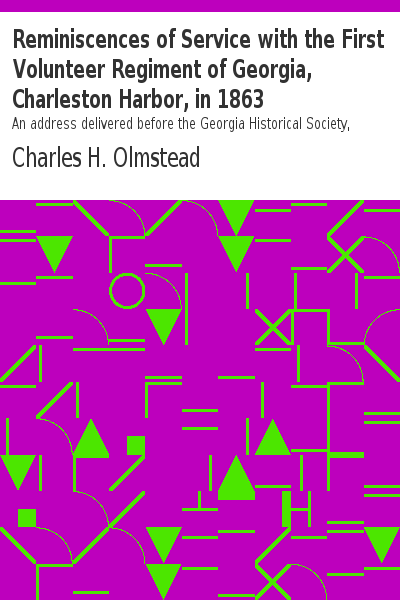 Reminiscences of Service with the First
Volunteer Regiment of Georgia,
Charleston Harbor, in 1863
An address delivered before the Georgia Historical Society,
Charles H. Olmstead